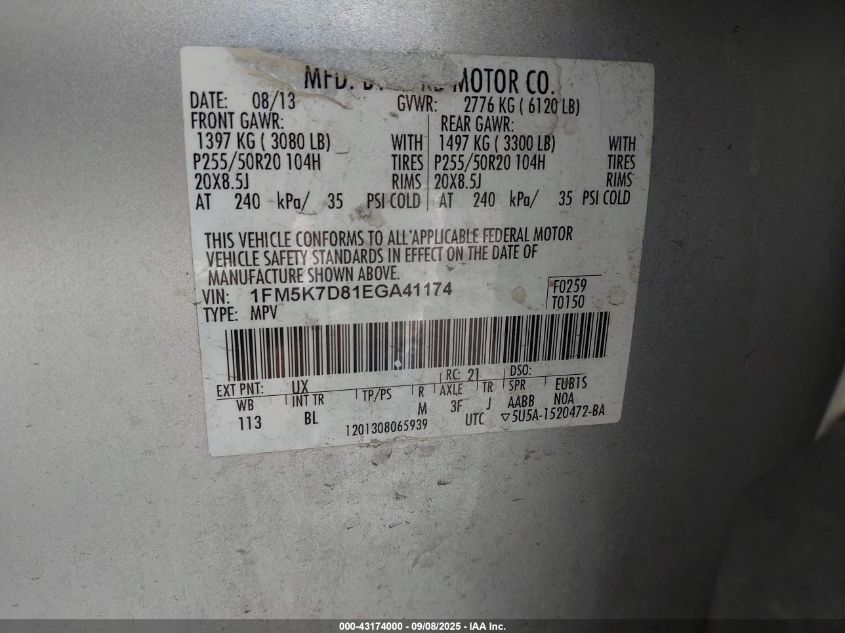 MFD. MOTOR CO.
DATE: 08/13 GVWR: 2776 KG ( 6120 LB)
FRONT GAWR: REAR GAWR:
1397 KG ( 3080 LB) WITH 1497 KG ( 3300 LB) WITH
P255/50R20 104H TIRES P255/50R20 104H TIRES
20X8.5J RIMS 20X8.5J RIMS
AT 240 kPa/ 35 PSI COLD AT 240 kPa/ 35 PSI COLD
THIS VEHICLE CONFORMS TO ALL APPLICABLE FEDERAL MOTOR
VEHICLE SAFETY STANDARDS IN EFFECT ON THE DATE OF
MANUFACTURE SHOWN ABOVE.
VIN: 1FM5K7D81EGA41174 F0259
TYPE: MPV T0150
EXT PNT: UX RC: 21 DSO:
WB INT TR TP/PS R AXLE TR SPR EUB1S
113 BL M 3F J AABB NOA
1201308065939 UTC ▽5U5A-1520472-BA
000-43174000 - 09/08/2025 - IAA Inc.